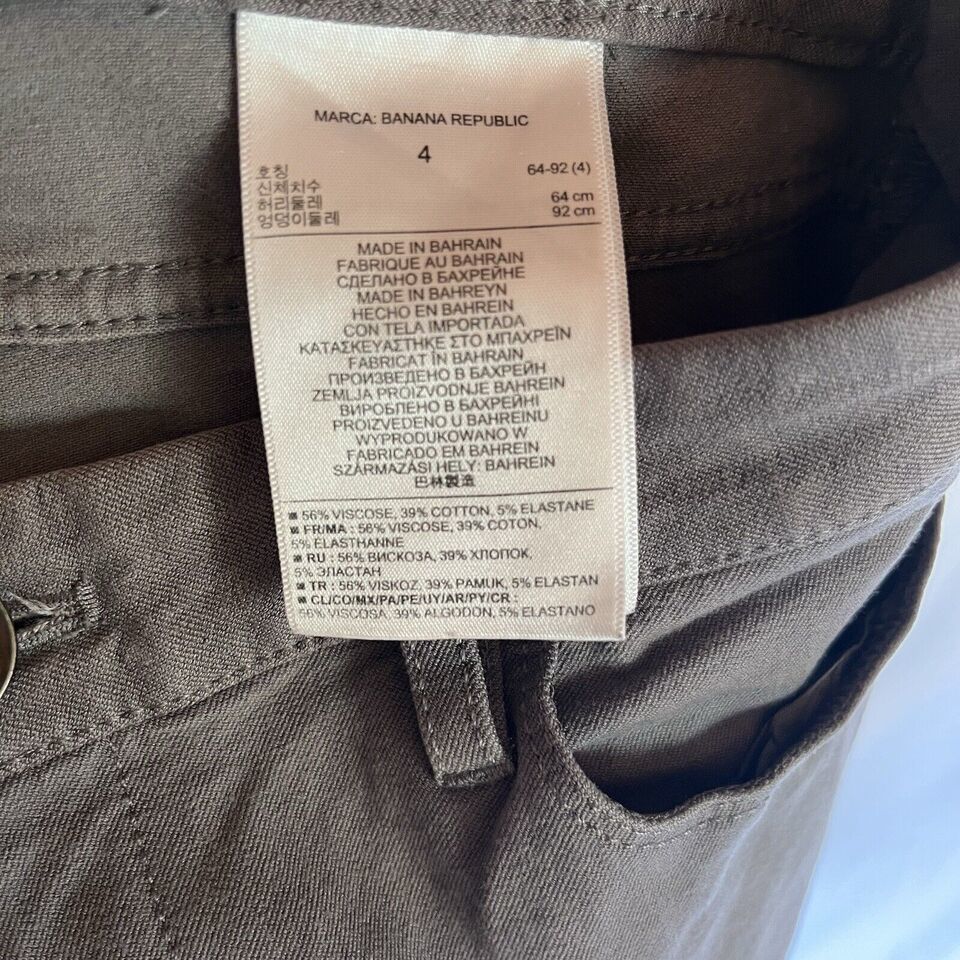 MARCA: BANANA REPUBLIC
4
호칭 64-92 (4)
신체치수
허리둘레 64 cm
엉덩이둘레 92 cm
MADE IN BAHRAIN
FABRIQUE AU BAHRAIN
СДЕЛАНО В БАХРЕЙНЕ
MADE IN BAHREYN
HECHO EN BAHREIN
CON TELA IMPORTADA
ΚΑΤΑΣΚΕΥΑΣΤΗΚΕ ΣΤΟ ΜΠΑΧΡΕΪΝ
FABRICAT ÎN BAHRAIN
ПРОИЗВЕДЕНО В БАХРЕЙН
ZEMLJA PROIZVODNJE BAHREIN
ВИРОБЛЕНО В БАХРЕЙНІ
PROIZVEDENO U BAHREINU
WYPRODUKOWANO W
FABRICADO EM BAHREIN
SZÁRMAZÁSI HELY: BAHREIN
巴林製造
56% VISCOSE, 39% COTTON, 5% ELASTANE
FR/MA : 56% VISCOSE, 39% COTON,
5% ELASTHANNE
RU : 56% ВИСКОЗА, 39% ХЛОПОК,
5% ЭЛАСТАН
TR : 56% VISKOZ, 39% PAMUK, 5% ELASTAN
CL/CO/MX/PA/PE/UY/AR/PY/CR :
56% VISCOSA, 39% ALGODON, 5% ELASTANO